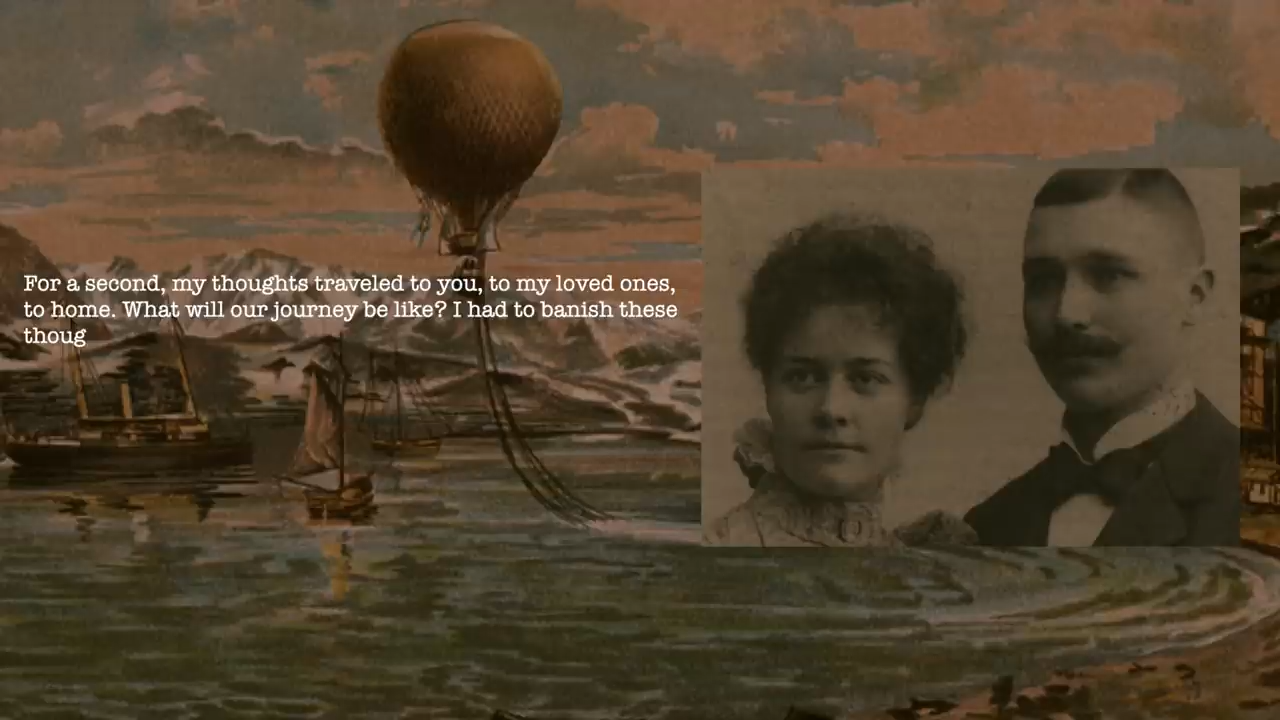 For a second, my thoughts traveled to you, to my loved ones,
to home. What will our journey be like? I had to banish these
thoug